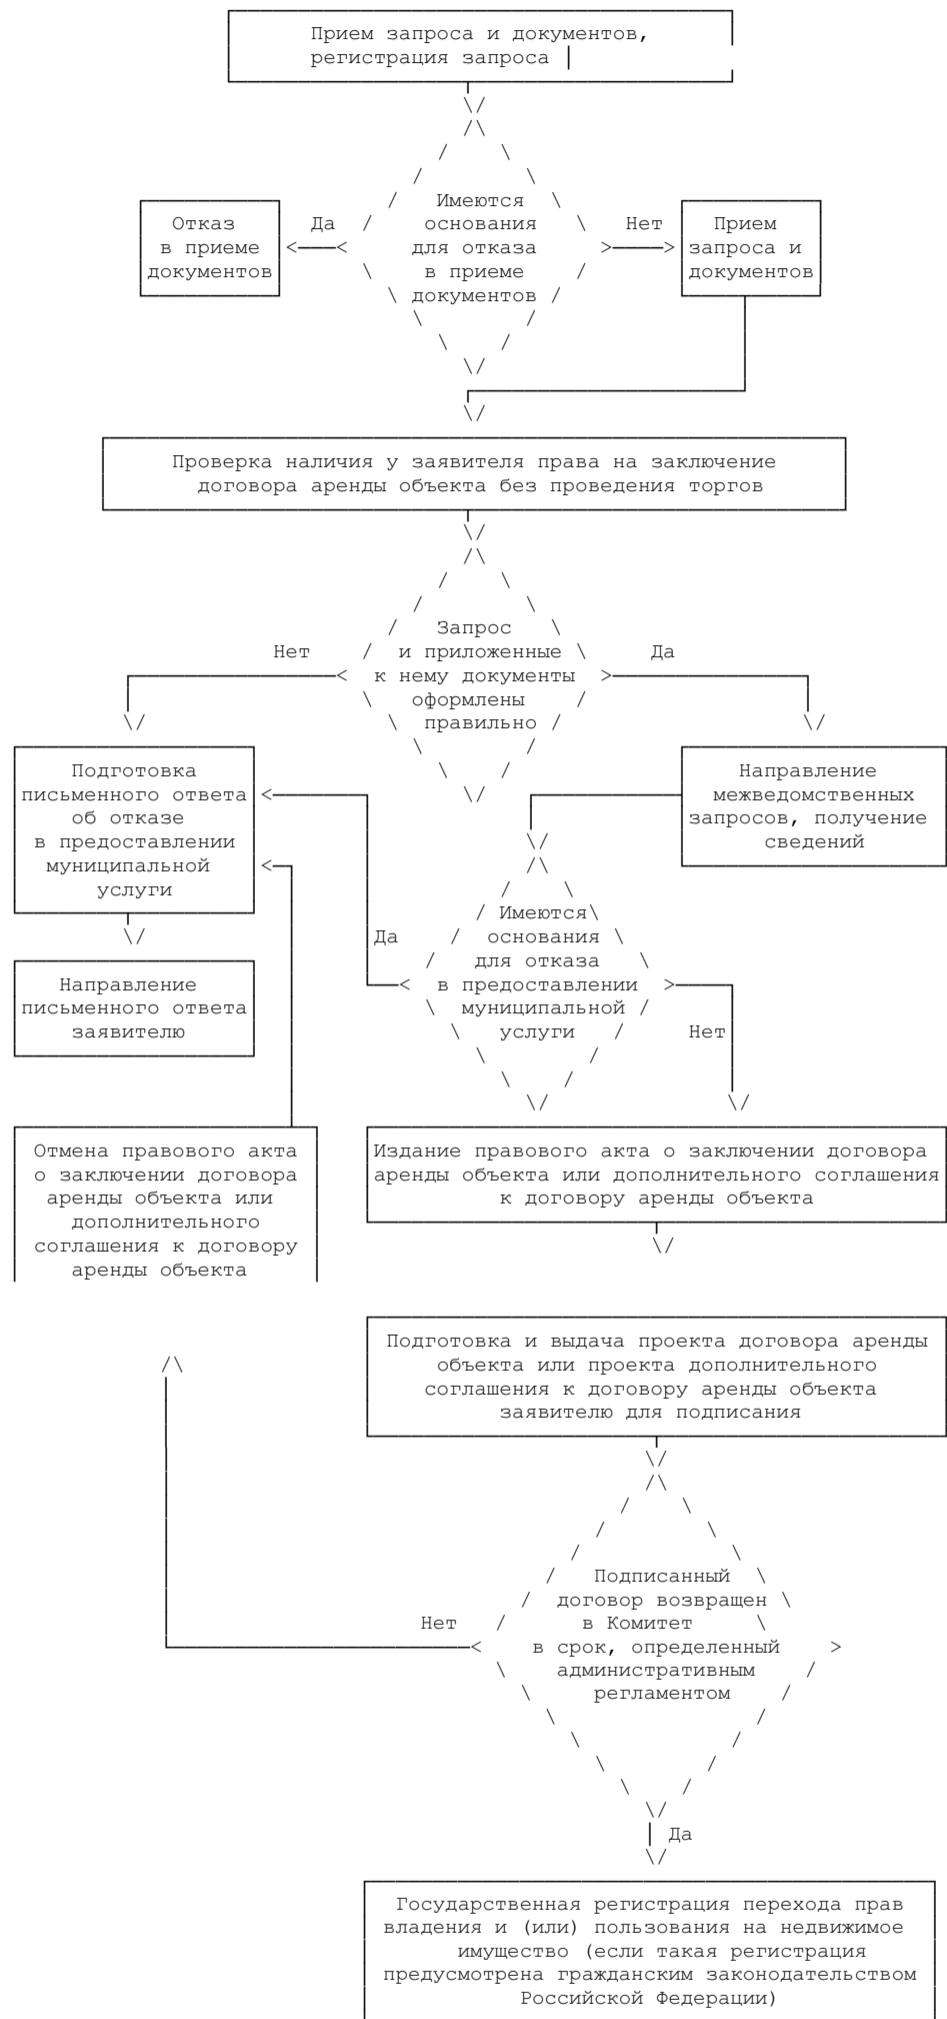 Прием запроса и документов,
регистрация запроса
Имеются
основания
для отказа
в приеме
документов
Да
Нет
Отказ
в приеме
документов
Прием
запроса и
документов
Проверка наличия у заявителя права на заключение
договора аренды объекта без проведения торгов
Запрос
и приложенные
к нему документы
оформлены
правильно
Нет
Да
Подготовка
письменного ответа
об отказе
в предоставлении
муниципальной
услуги
Направление
межведомственных
запросов, получение
сведений
Имеются
основания
для отказа
в предоставлении
муниципальной
услуги
Да
Нет
Направление
письменного ответа
заявителю
Отмена правового акта
о заключении договора
аренды объекта или
дополнительного
соглашения к договору
аренды объекта
Издание правового акта о заключении договора
аренды объекта или дополнительного соглашения
к договору аренды объекта
Подготовка и выдача проекта договора аренды
объекта или проекта дополнительного
соглашения к договору аренды объекта
заявителю для подписания
Подписанный
договор возвращен
в Комитет
в срок, определенный
административным
регламентом
Нет
Да
Государственная регистрация перехода прав
владения и (или) пользования на недвижимое
имущество (если такая регистрация
предусмотрена гражданским законодательством
Российской Федерации)